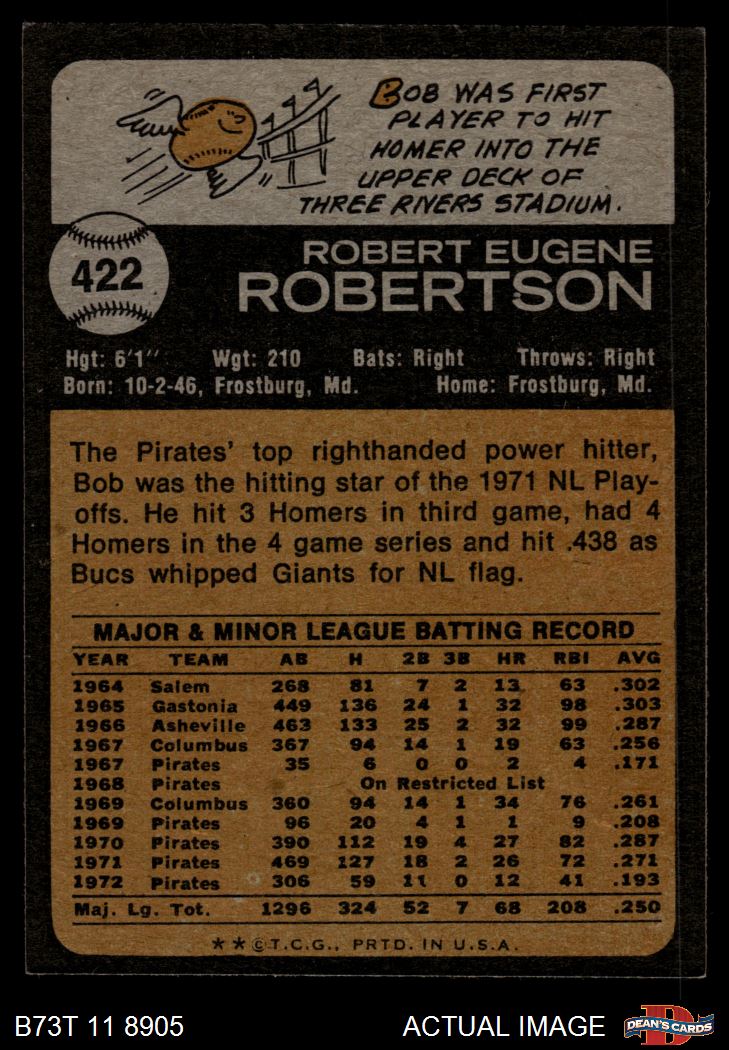 BOB WAS FIRST
PLAYER TO HIT
HOMER INTO THE
UPPER DECK OF
THREE RIVERS STADIUM.
422
ROBERT EUGENE
ROBERTSON
Hgt: 6'1" Wgt: 210 Bats: Right Throws: Right
Born: 10-2-46, Frostburg, Md. Home: Frostburg, Md.
The Pirates' top righthanded power hitter,
Bob was the hitting star of the 1971 NL Play-
offs. He hit 3 Homers in third game, had 4
Homers in the 4 game series and hit .438 as
Bucs whipped Giants for NL flag.
MAJOR & MINOR LEAGUE BATTING RECORD
YEAR TEAM AB H 2B 3B HR RBI AVG
1964 Salem 268 81 7 2 13 63 .302
1965 Gastonia 449 136 24 1 32 98 .303
1966 Asheville 463 133 25 2 32 99 .287
1967 Columbus 367 94 14 1 19 63 .256
1967 Pirates 35 6 0 0 2 4 .171
1968 Pirates On Restricted List
1969 Columbus 360 94 14 1 34 76 .261
1969 Pirates 96 20 4 1 1 9 .208
1970 Pirates 390 112 19 4 27 82 .287
1971 Pirates 469 127 18 2 26 72 .271
1972 Pirates 306 59 11 0 12 41 .193
Maj. Lg. Tot. 1296 324 52 7 68 208 .250
**©T.C.G., PRTD. IN U.S.A.
B73T 11 8905 ACTUAL IMAGE DEAN'S CARDS